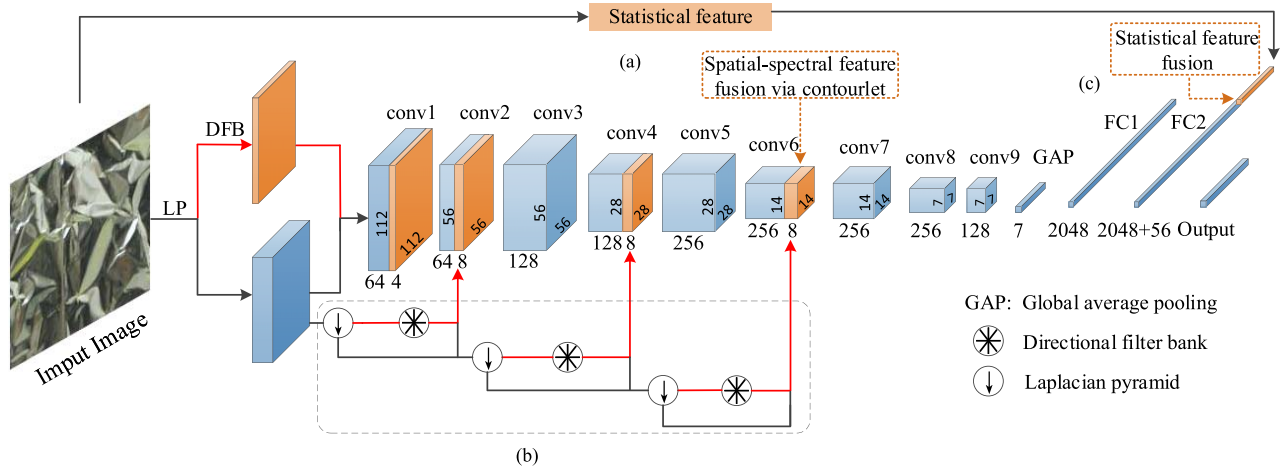 Statistical feature
(a)
Spatial-spectral feature
fusion via contourlet
Statistical feature
fusion
(c)
DFB
LP
Imput Image
conv1
conv2
conv3
conv4
conv5
conv6
conv7
conv8
conv9
GAP
FC1
FC2
112
112
56
56
56
56
28
28
28
28
14
14
14
14
7
7
7
7
64 4
64 8
128
128 8
256
256 8
256
256
128
7
2048
2048+56
Output
GAP: Global average pooling
Directional filter bank
Laplacian pyramid
(b)